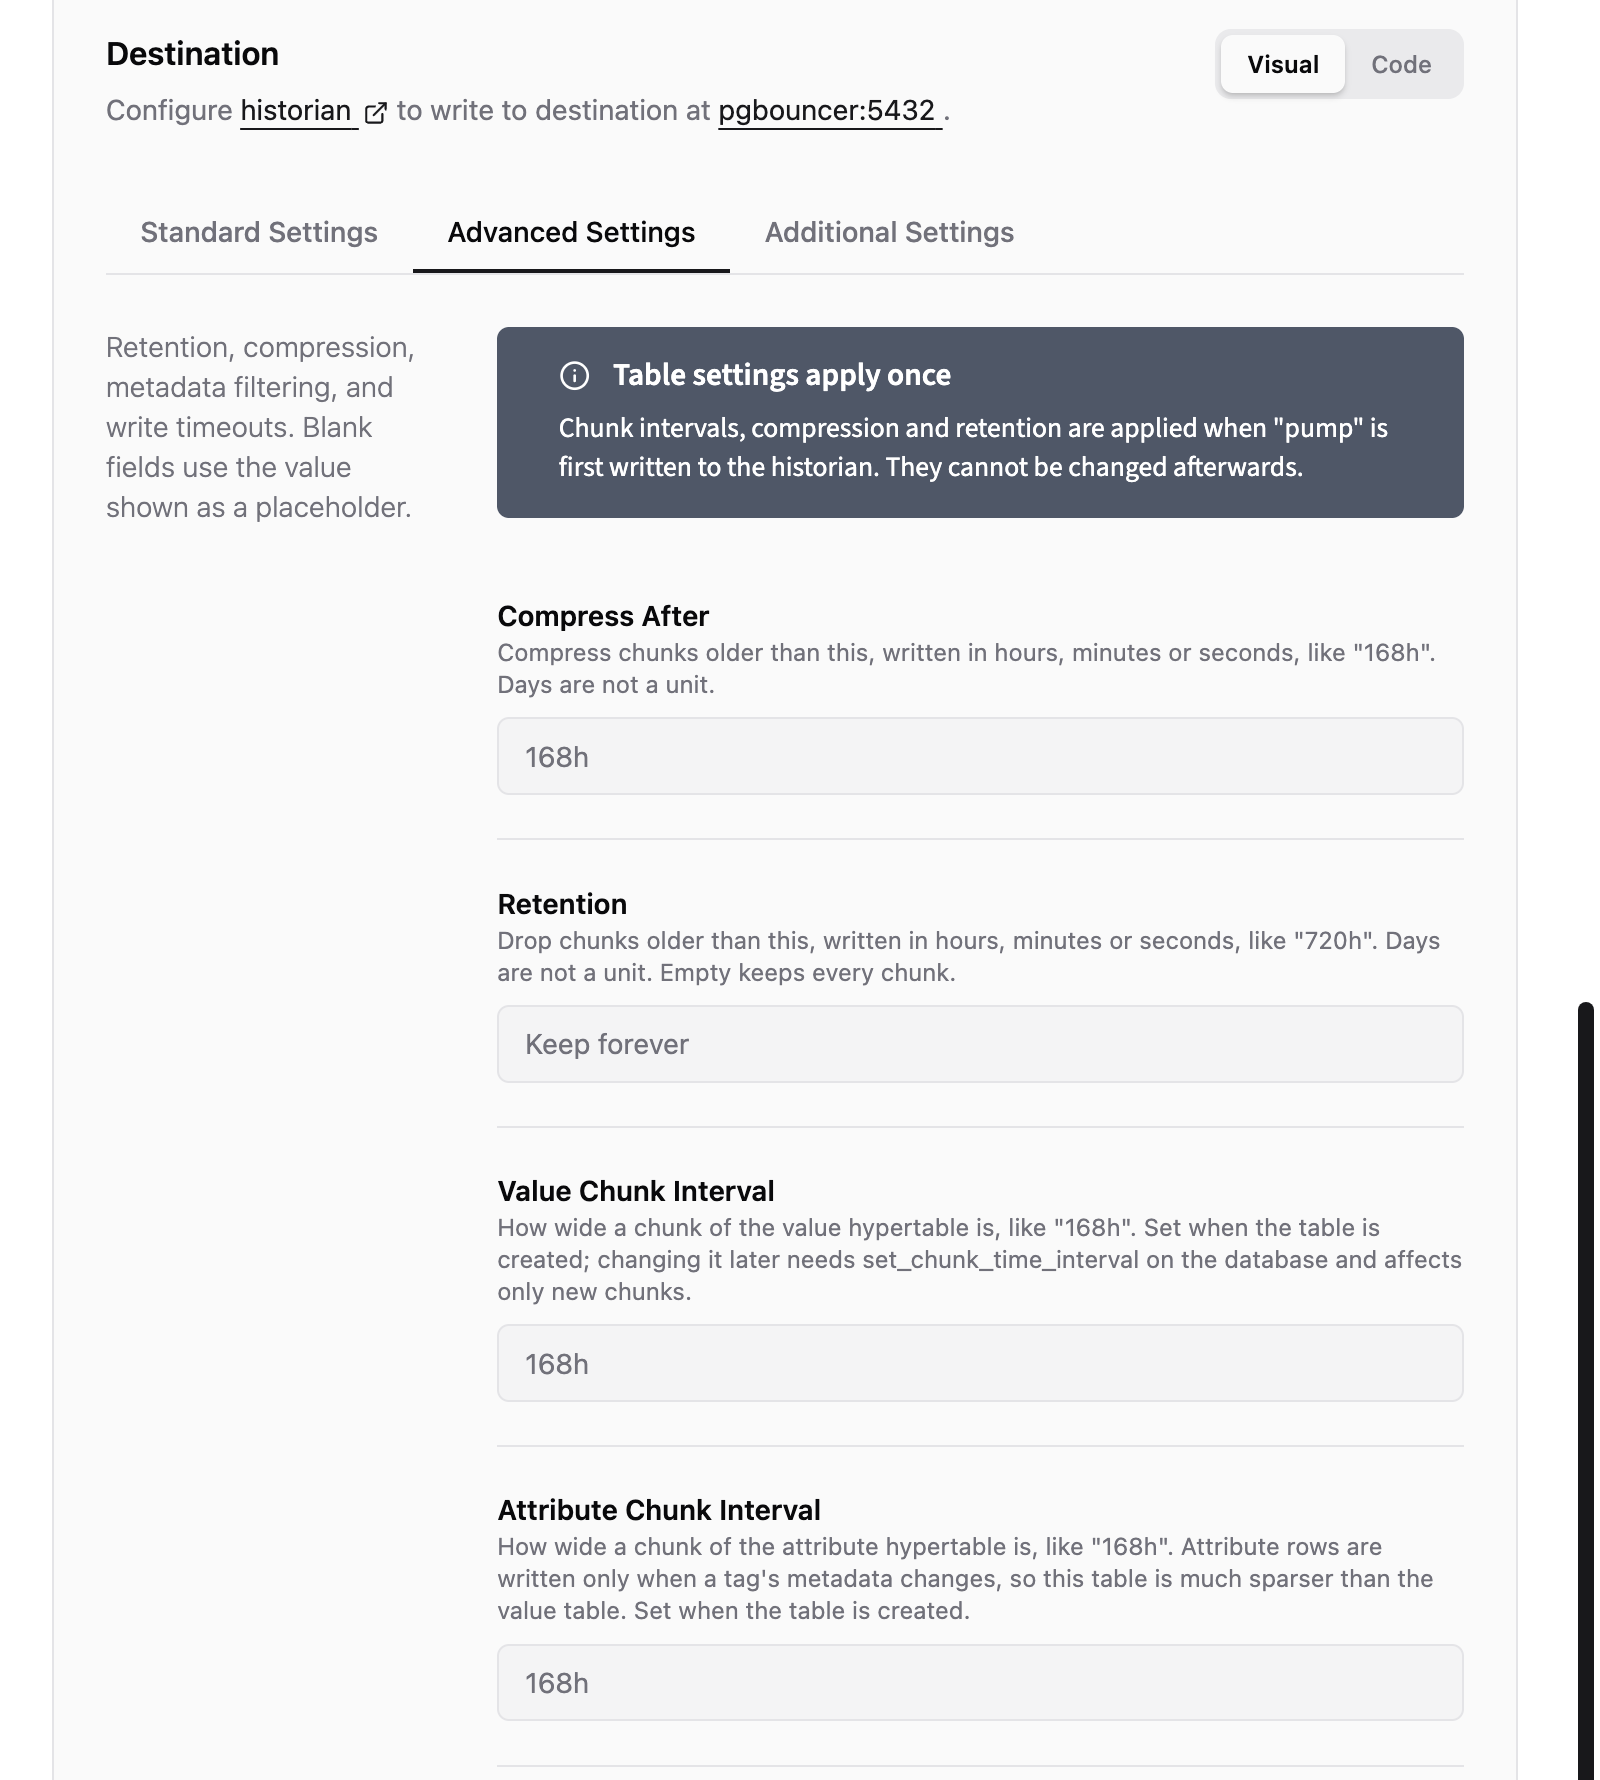 Destination
Visual
Code
Configure historian to write to destination at pgbouncer:5432 .
Standard Settings
Advanced Settings
Additional Settings
Retention, compression,
metadata filtering, and
write timeouts. Blank
fields use the value
shown as a placeholder.
Table settings apply once
Chunk intervals, compression and retention are applied when "pump" is
first written to the historian. They cannot be changed afterwards.
Compress After
Compress chunks older than this, written in hours, minutes or seconds, like "168h".
Days are not a unit.
168h
Retention
Drop chunks older than this, written in hours, minutes or seconds, like "720h". Days
are not a unit. Empty keeps every chunk.
Keep forever
Value Chunk Interval
How wide a chunk of the value hypertable is, like "168h". Set when the table is
created; changing it later needs set_chunk_time_interval on the database and affects
only new chunks.
168h
Attribute Chunk Interval
How wide a chunk of the attribute hypertable is, like "168h". Attribute rows are
written only when a tag's metadata changes, so this table is much sparser than the
value table. Set when the table is created.
168h